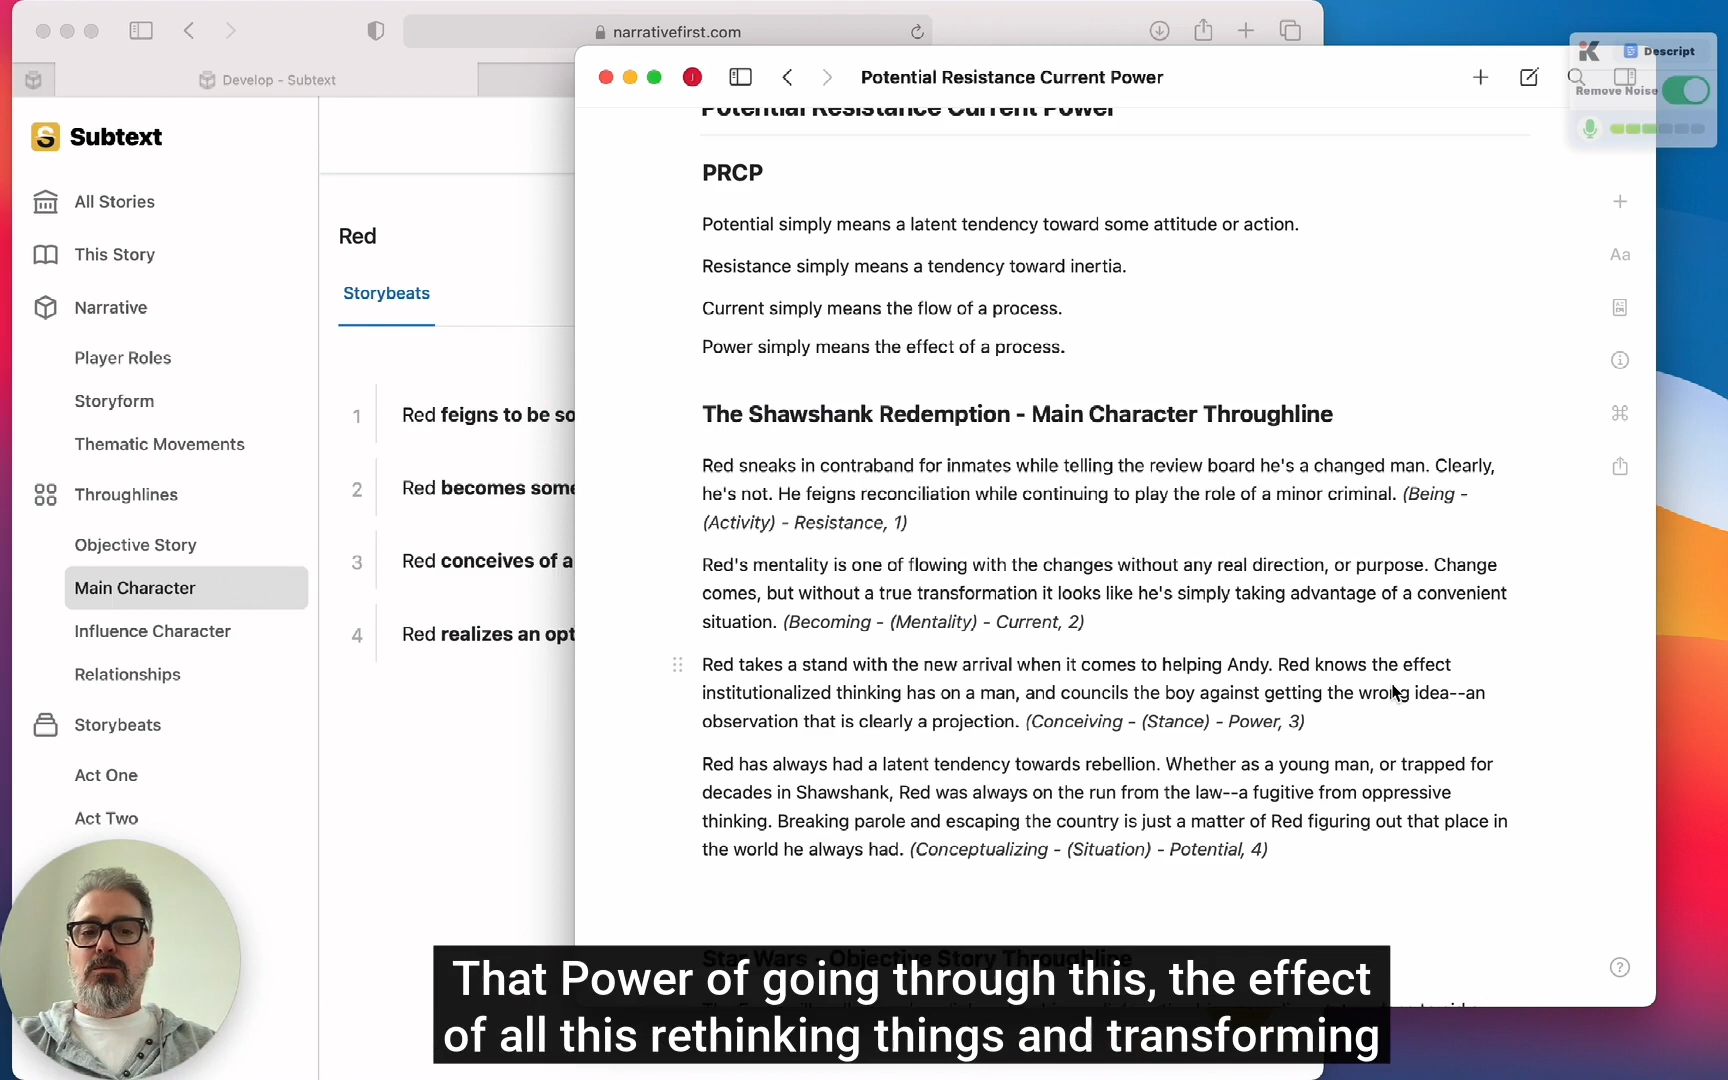 narrativefirst.com
Develop - Subtext
Descript
Remove Noise
Subtext
All Stories
This Story
Narrative
Player Roles
Storyform
Thematic Movements
Throughlines
Objective Story
Main Character
Influence Character
Relationships
Storybeats
Act One
Act Two
Red
Storybeats
1 Red feigns to be so
2 Red becomes some
3 Red conceives of a
4 Red realizes an opt
Potential Resistance Current Power
Potential Resistance Current Power
PRCP
Potential simply means a latent tendency toward some attitude or action.
Resistance simply means a tendency toward inertia.
Current simply means the flow of a process.
Power simply means the effect of a process.
The Shawshank Redemption - Main Character Throughline
Red sneaks in contraband for inmates while telling the review board he's a changed man. Clearly,
he's not. He feigns reconciliation while continuing to play the role of a minor criminal. (Being -
(Activity) - Resistance, 1)
Red's mentality is one of flowing with the changes without any real direction, or purpose. Change
comes, but without a true transformation it looks like he's simply taking advantage of a convenient
situation. (Becoming - (Mentality) - Current, 2)
Red takes a stand with the new arrival when it comes to helping Andy. Red knows the effect
institutionalized thinking has on a man, and councils the boy against getting the wrong idea--an
observation that is clearly a projection. (Conceiving - (Stance) - Power, 3)
Red has always had a latent tendency towards rebellion. Whether as a young man, or trapped for
decades in Shawshank, Red was always on the run from the law--a fugitive from oppressive
thinking. Breaking parole and escaping the country is just a matter of Red figuring out that place in
the world he always had. (Conceptualizing - (Situation) - Potential, 4)
Star Wars - Objective Story Throughline
Aa
That Power of going through this, the effect
of all this rethinking things and transforming